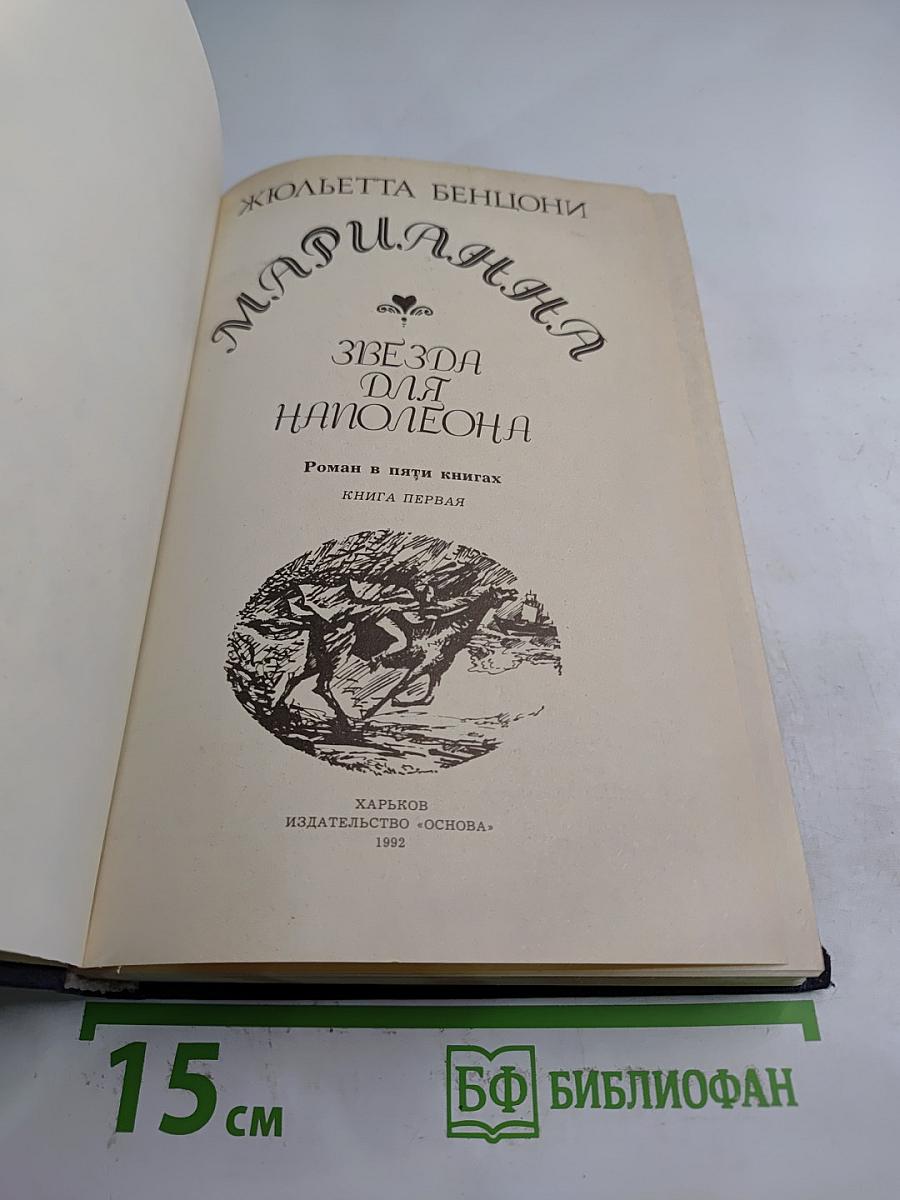 ЖЮЛЬЕТТА БЕНЦОНИ
МАРИАННА
ЗВЕЗДА
ДЛЯ
НАПОЛЕОНА
Роман в пяти книгах
КНИГА ПЕРВАЯ
ХАРЬКОВ
ИЗДАТЕЛЬСТВО «ОСНОВА»
1992
15 см
БФ БИБЛИОФАН